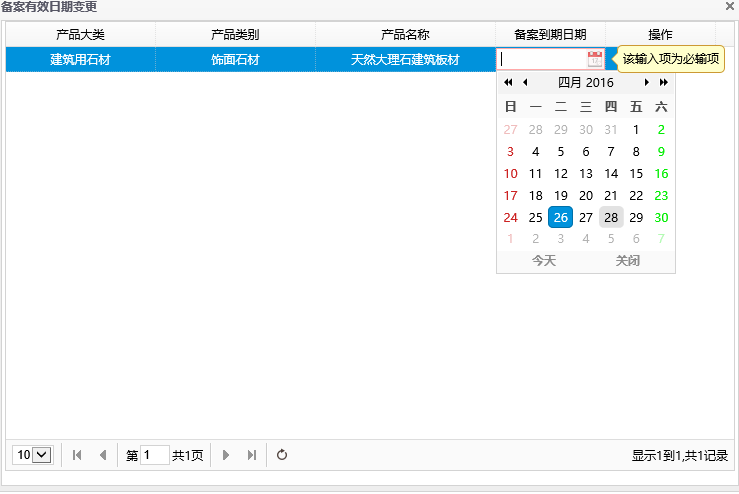 备案有效日期变更
产品大类 产品类别 产品名称 备案到期日期 操作
建筑用石材 饰面石材 天然大理石建筑板材 该输入项为必输项
四月 2016
日 一 二 三 四 五 六
27 28 29 30 31 1 2
3 4 5 6 7 8 9
10 11 12 13 14 15 16
17 18 19 20 21 22 23
24 25 26 27 28 29 30
1 2 3 4 5 6 7
今天 关闭
10 第 1 共1页 显示1到1,共1记录